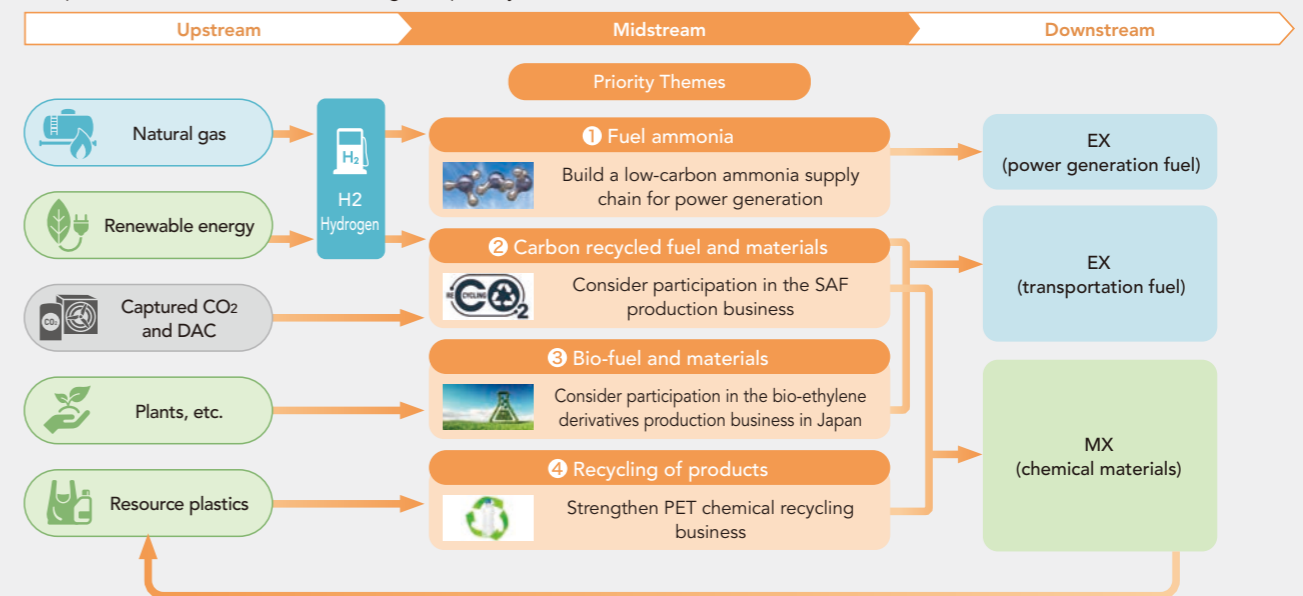 Upstream
Midstream
Downstream
Priority Themes
Natural gas
Renewable energy
Captured CO2
and DAC
Plants, etc.
Resource plastics
H2
H2
Hydrogen
CO2
❶ Fuel ammonia
Build a low-carbon ammonia supply
chain for power generation
❷ Carbon recycled fuel and materials
RECYCLING
CO2
Consider participation in the SAF
production business
❸ Bio-fuel and materials
Consider participation in the bio-ethylene
derivatives production business in Japan
❹ Recycling of products
Strengthen PET chemical recycling
business
EX
(power generation fuel)
EX
(transportation fuel)
MX
(chemical materials)